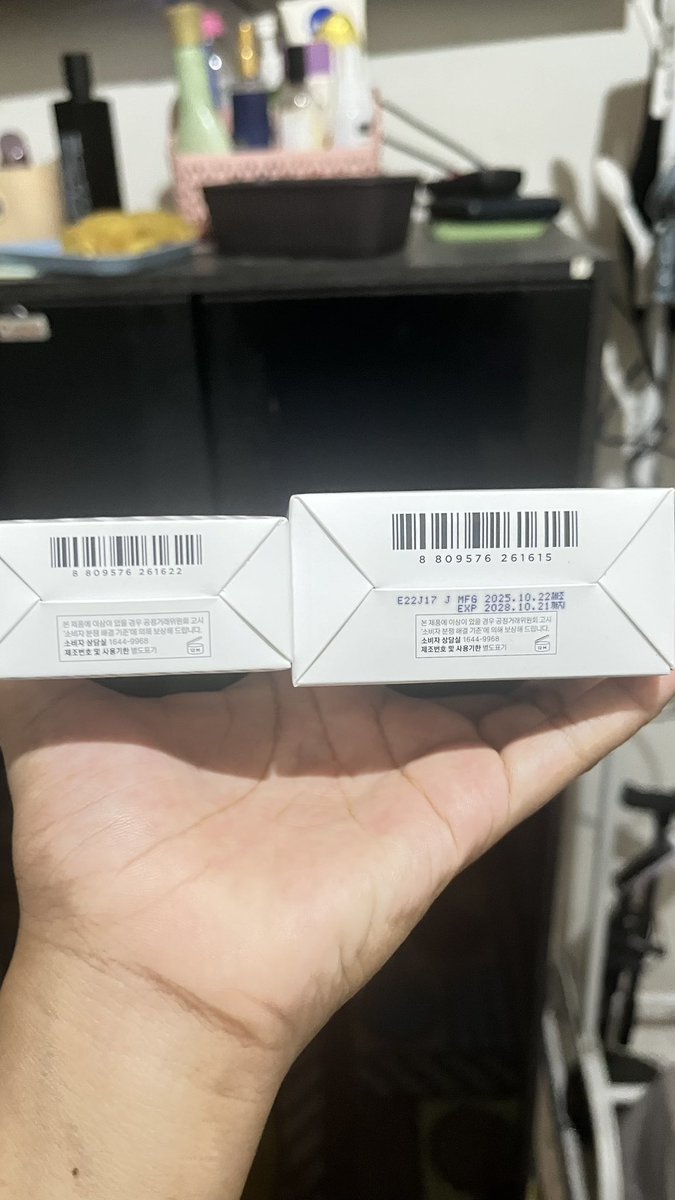 8 809576 261622
본 제품에 이상이 있을 경우 공정거래위원회 고시
'소비자 분쟁 해결 기준'에 의해 보상해 드립니다.
소비자 상담실 1644-9968
제조번호 및 사용기한 별도표기
12 M
8 809576 261615
E22J17 J MFG 2025.10.22 제조
EXP 2028.10.21 까지
본 제품에 이상이 있을 경우 공정거래위원회 고시
'소비자 분쟁 해결 기준'에 의해 보상해 드립니다.
소비자 상담실 1644-9968
제조번호 및 사용기한 별도표기
12 M